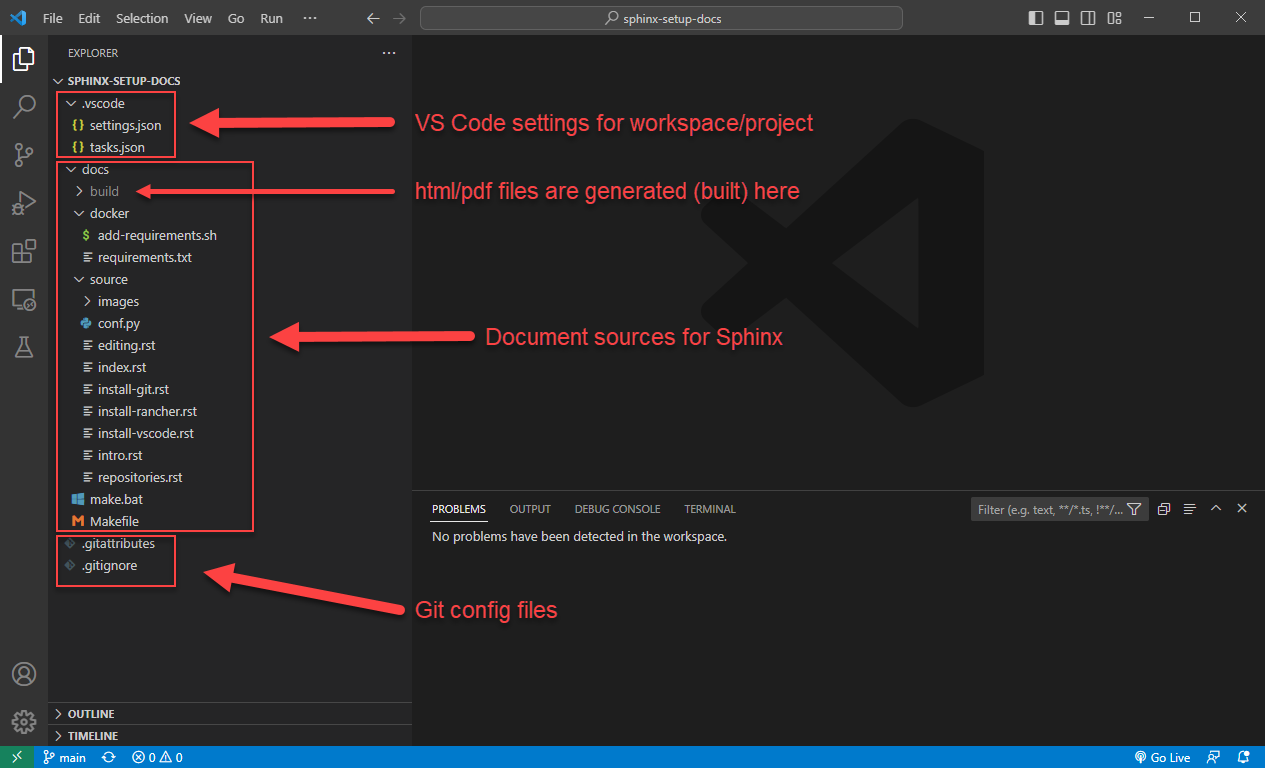 File Edit Selection View Go Run ···
sphinx-setup-docs
EXPLORER
SPHINX-SETUP-DOCS
.vscode
{} settings.json
{} tasks.json
docs
build
docker
$ add-requirements.sh
requirements.txt
source
images
conf.py
editing.rst
index.rst
install-git.rst
install-rancher.rst
install-vscode.rst
intro.rst
repositories.rst
make.bat
M Makefile
.gitattributes
.gitignore
OUTLINE
TIMELINE
VS Code settings for workspace/project
html/pdf files are generated (built) here
Document sources for Sphinx
Git config files
PROBLEMS OUTPUT DEBUG CONSOLE TERMINAL
Filter (e.g. text, **/*.ts, !**/...
No problems have been detected in the workspace.
main 0 0 Go Live